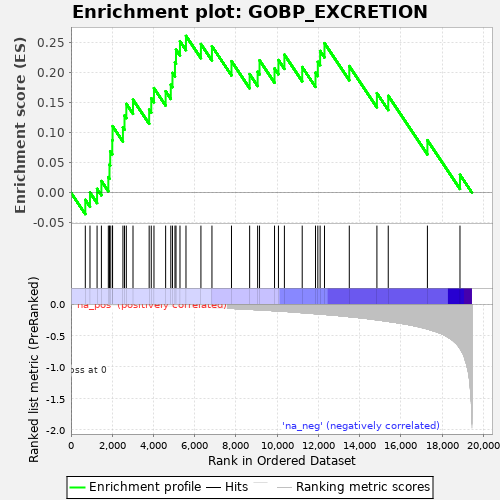 Enrichment plot: GOBP_EXCRETION
Enrichment score (ES)
0.25
0.20
0.15
0.10
0.05
0.00
-0.05
Ranked list metric (PreRanked)
'na_pos' (positively correlated)
0.0
-0.5
-1.0
-1.5
-2.0
at 0
'na_neg' (negatively correlated)
0 2,000 4,000 6,000 8,000 10,000 12,000 14,000 16,000 18,000 20,000
Rank in Ordered Dataset
Enrichment profile Hits Ranking metric scores